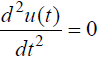 d²u(t)/dt² = 0